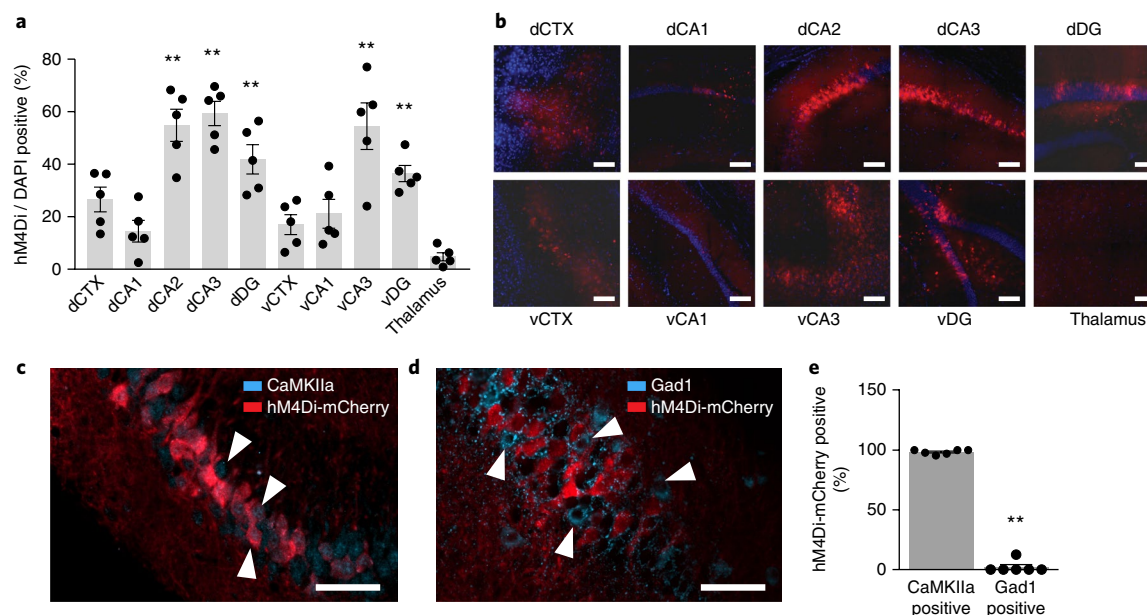 a
hM4Di / DAPI positive (%)
80
60
40
20
0
**
**
**
**
**
dCTX
dCA1
dCA2
dCA3
dDG
vCTX
vCA1
vCA3
vDG
Thalamus
b
dCTX dCA1 dCA2 dCA3 dDG
vCTX vCA1 vCA3 vDG Thalamus
c
CaMKIIa
hM4Di-mCherry
d
Gad1
hM4Di-mCherry
e
hM4Di-mCherry positive
(%)
150
100
50
0
**
CaMKIIa
positive
Gad1
positive